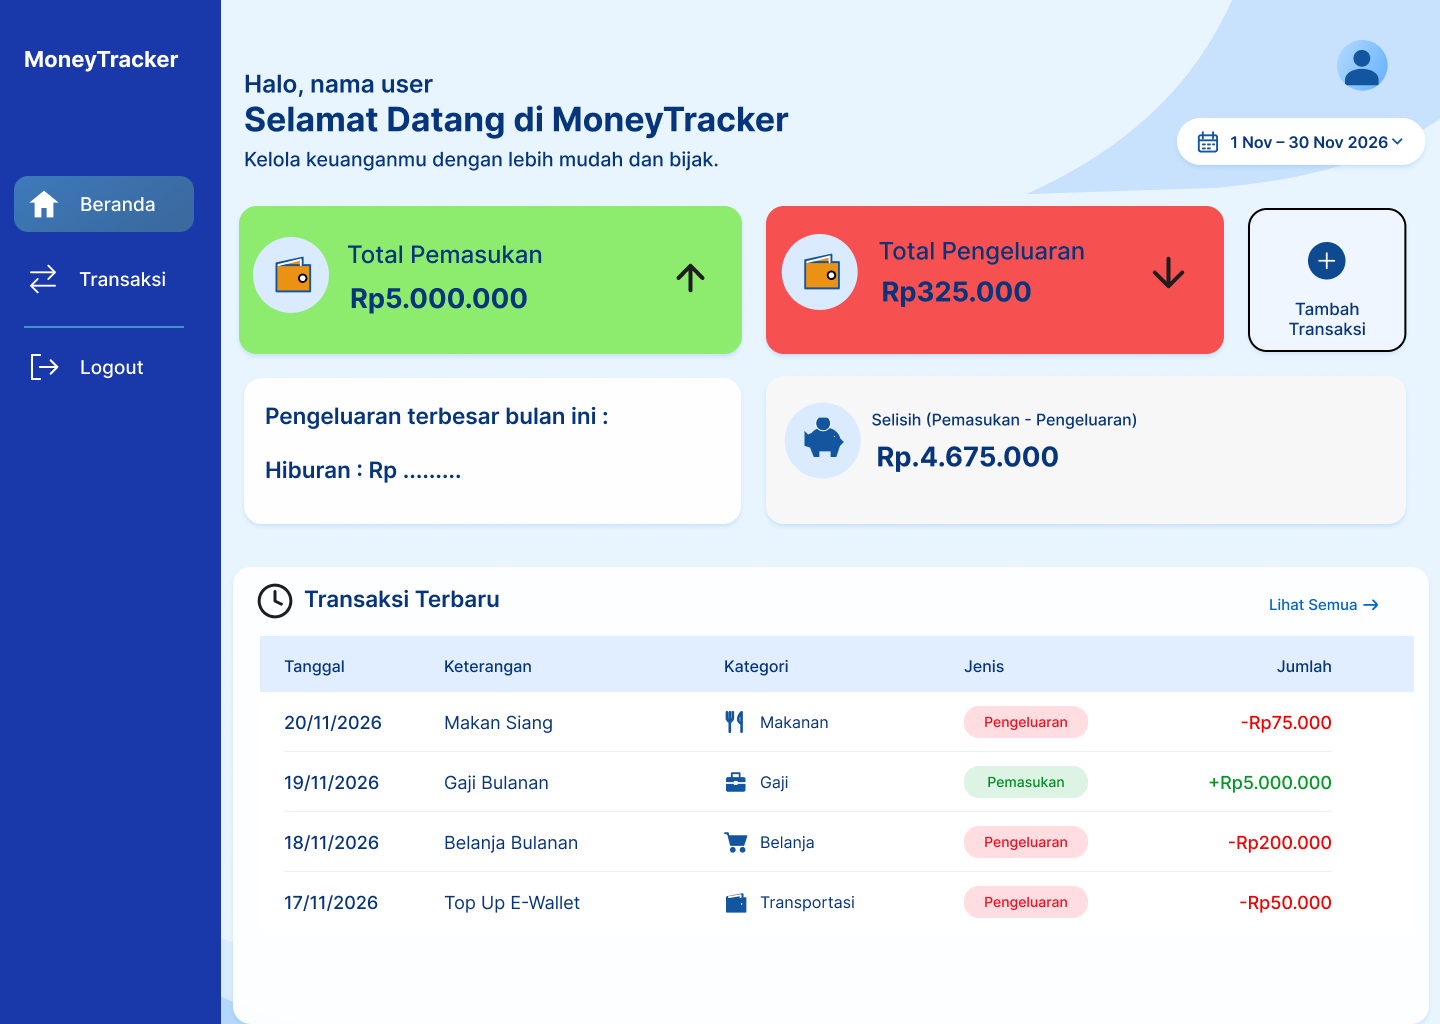 MoneyTracker
Beranda
Transaksi
Logout
Halo, nama user
Selamat Datang di MoneyTracker
Kelola keuanganmu dengan lebih mudah dan bijak.
1 Nov – 30 Nov 2026
Total Pemasukan
Rp5.000.000
Total Pengeluaran
Rp325.000
Tambah
Transaksi
Pengeluaran terbesar bulan ini :
Hiburan : Rp .........
Selisih (Pemasukan - Pengeluaran)
Rp.4.675.000
Transaksi Terbaru
Lihat Semua
Tanggal Keterangan Kategori Jenis Jumlah
20/11/2026 Makan Siang Makanan Pengeluaran -Rp75.000
19/11/2026 Gaji Bulanan Gaji Pemasukan +Rp5.000.000
18/11/2026 Belanja Bulanan Belanja Pengeluaran -Rp200.000
17/11/2026 Top Up E-Wallet Transportasi Pengeluaran -Rp50.000